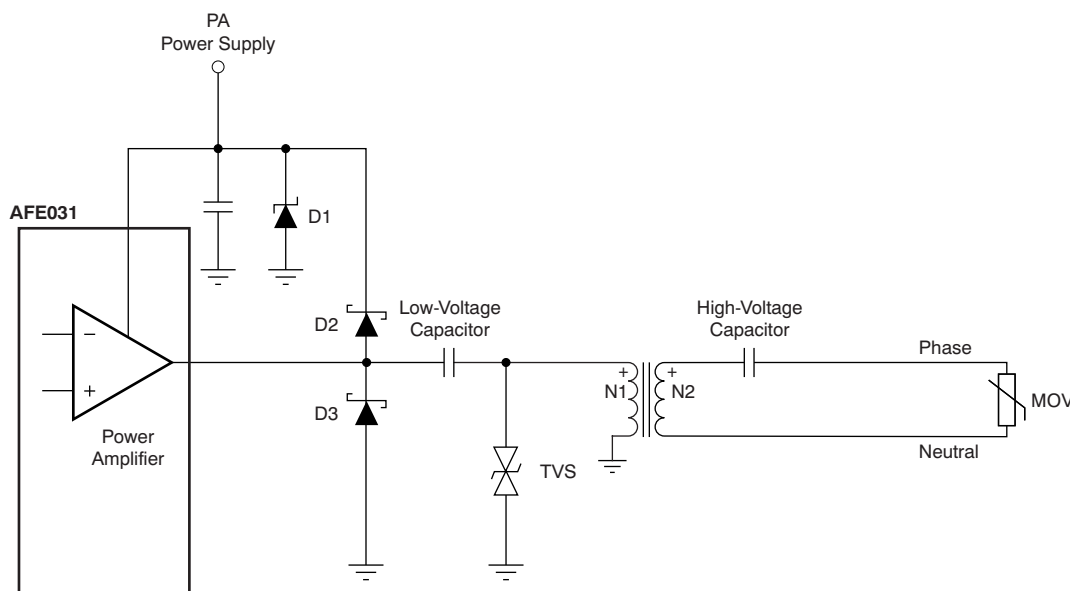 PA
Power Supply
AFE031
D1
D2
Low-Voltage
Capacitor
High-Voltage
Capacitor
Phase
−
+
D3
+
N1
+
N2
MOV
Power
Amplifier
TVS
Neutral